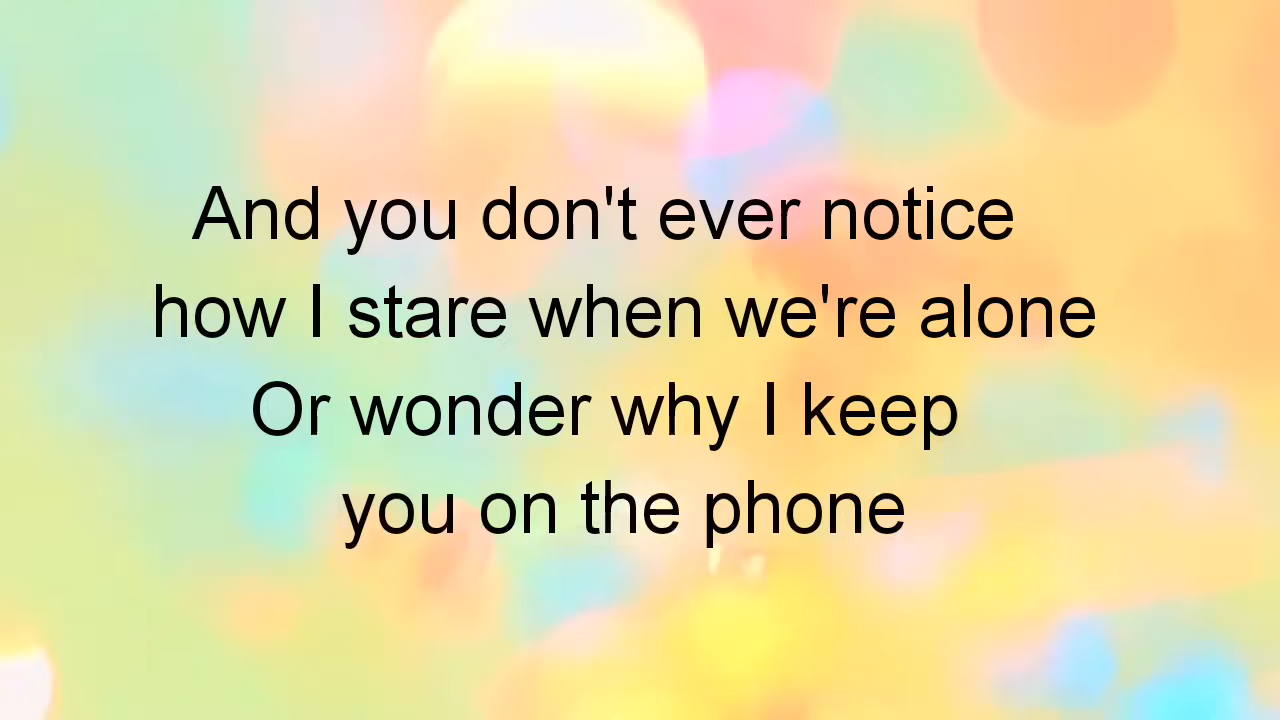 And you don't ever notice
how I stare when we're alone
Or wonder why I keep
you on the phone